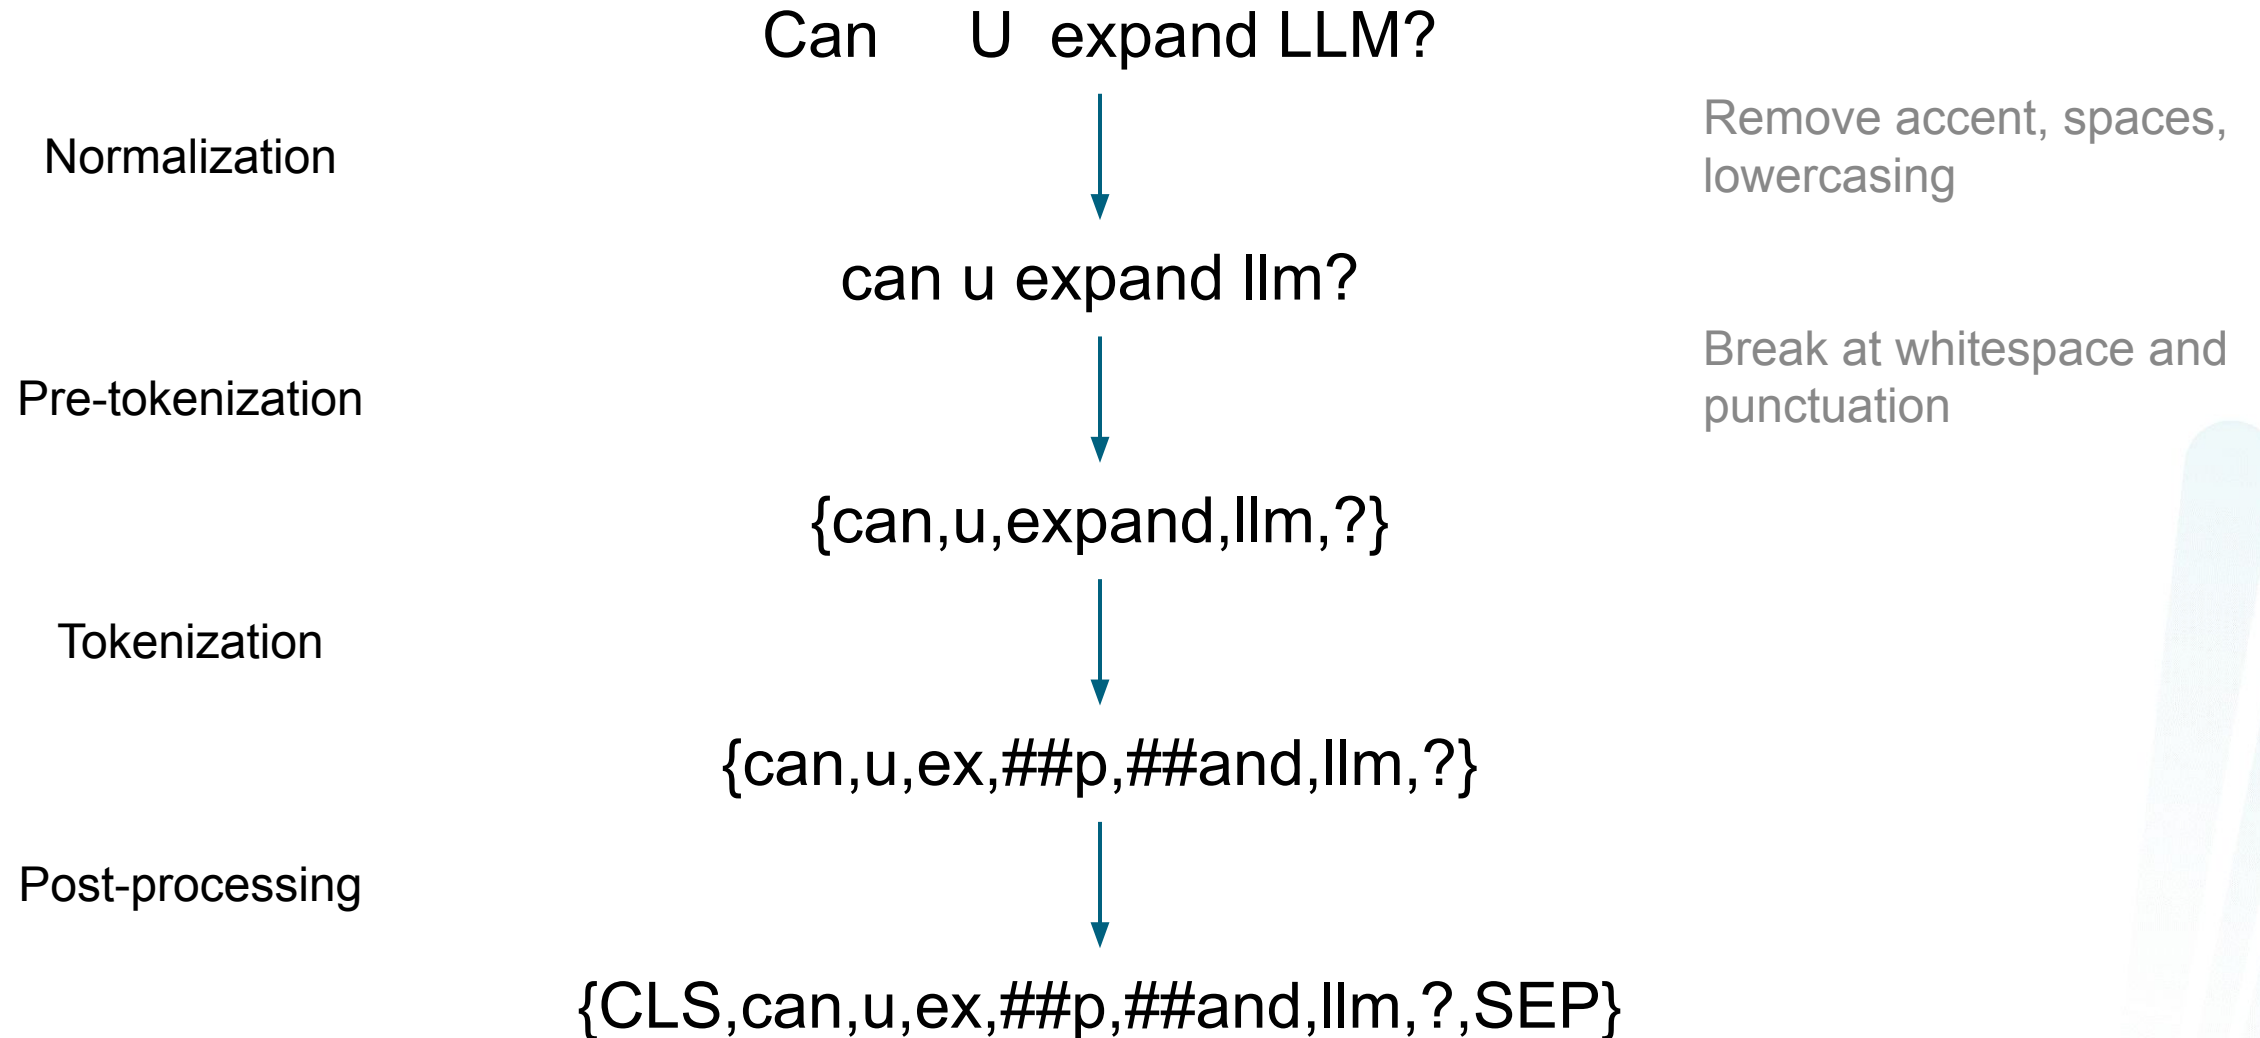 Can U expand LLM?
Normalization
Remove accent, spaces,
lowercasing
can u expand llm?
Pre-tokenization
Break at whitespace and
punctuation
{can,u,expand,llm,?}
Tokenization
{can,u,ex,##p,##and,llm,?}
Post-processing
{CLS,can,u,ex,##p,##and,llm,?,SEP}